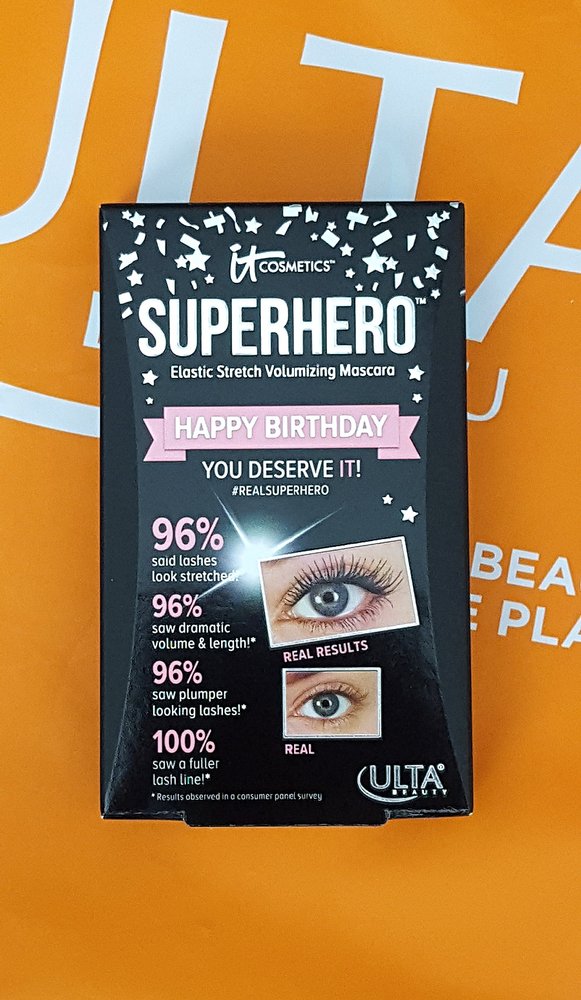 ULTA
it COSMETICS™
SUPERHERO™
Elastic Stretch Volumizing Mascara
HAPPY BIRTHDAY
YOU DESERVE IT!
#REALSUPERHERO
96%
said lashes
look stretched!*
96%
saw dramatic
volume & length!*
96%
saw plumper
looking lashes!*
100%
saw a fuller
lash line!*
* Results observed in a consumer panel survey
REAL RESULTS
REAL
ULTA®
BEAUTY